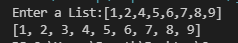 Enter a List:[1,2,4,5,6,7,8,9]
[1, 2, 3, 4, 5, 6, 7, 8, 9]